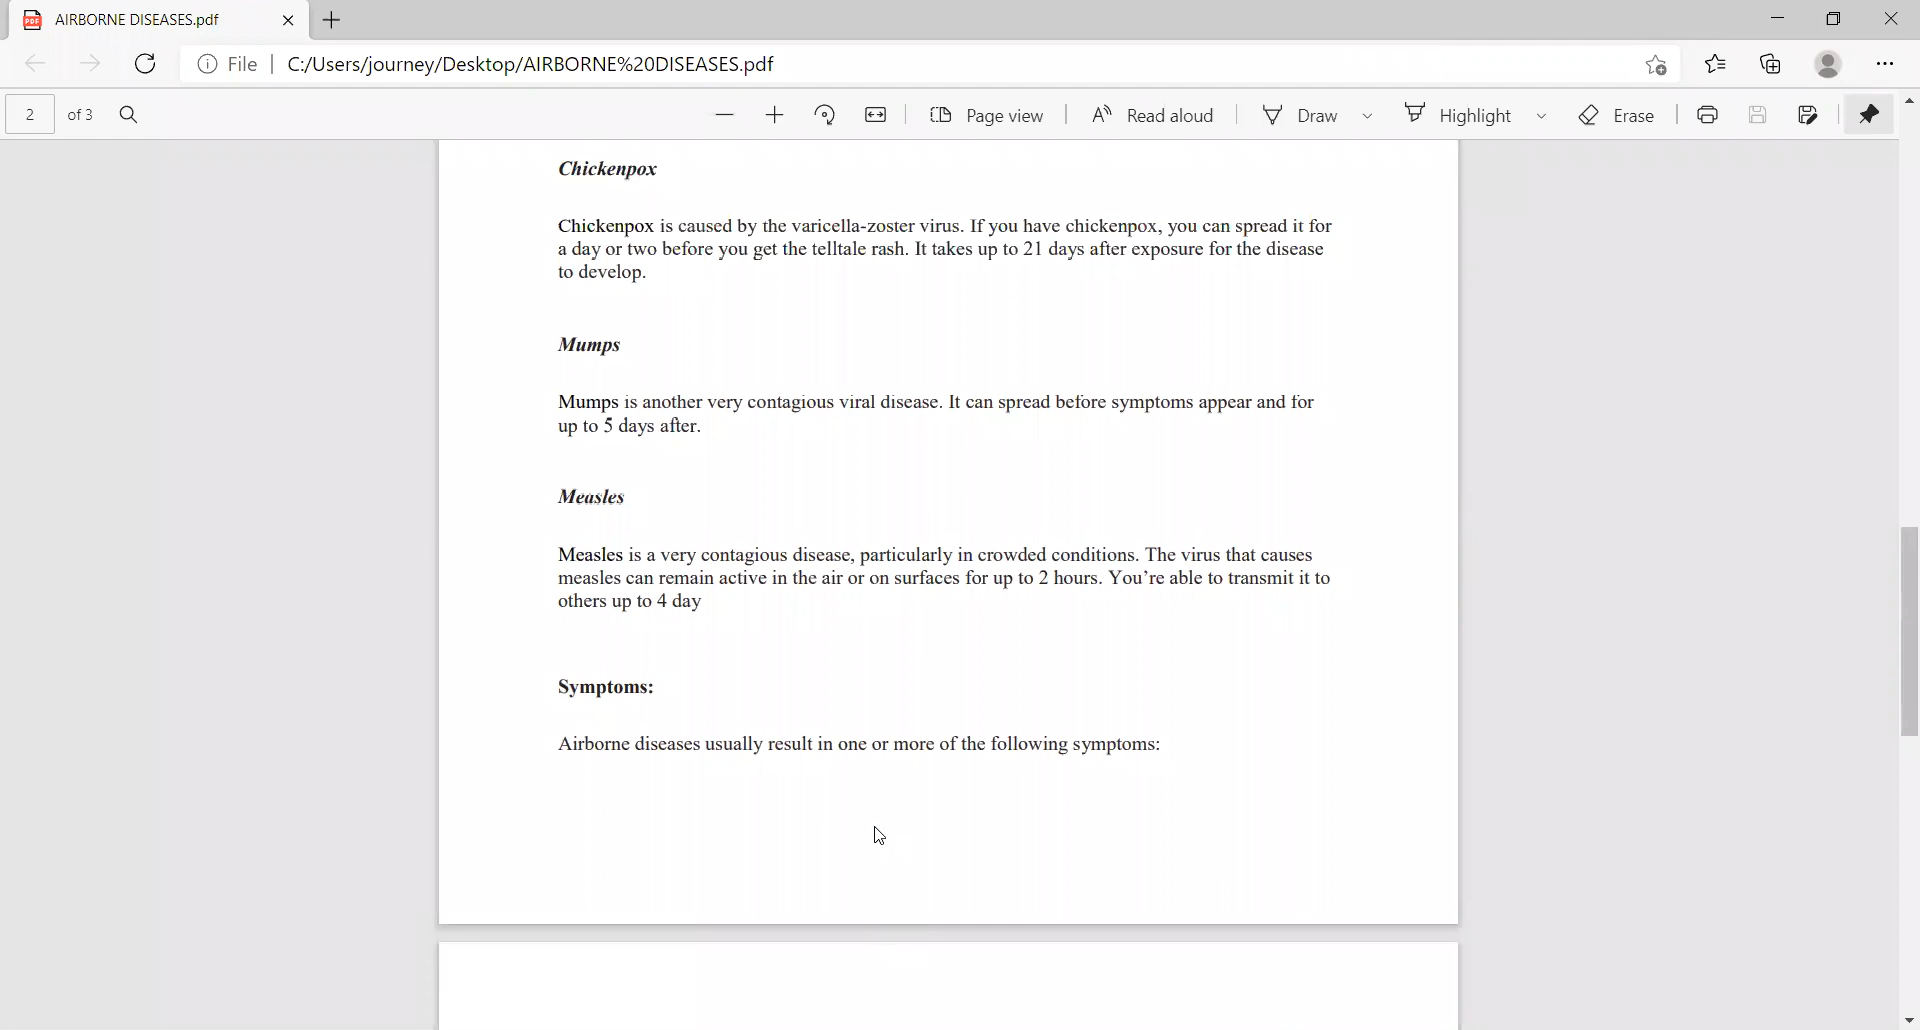 AIRBORNE DISEASES.pdf
File | C:/Users/journey/Desktop/AIRBORNE%20DISEASES.pdf
2 of 3 Page view Read aloud Draw Highlight Erase
Chickenpox
Chickenpox is caused by the varicella-zoster virus. If you have chickenpox, you can spread it for
a day or two before you get the telltale rash. It takes up to 21 days after exposure for the disease
to develop.
Mumps
Mumps is another very contagious viral disease. It can spread before symptoms appear and for
up to 5 days after.
Measles
Measles is a very contagious disease, particularly in crowded conditions. The virus that causes
measles can remain active in the air or on surfaces for up to 2 hours. You’re able to transmit it to
others up to 4 day
Symptoms:
Airborne diseases usually result in one or more of the following symptoms: